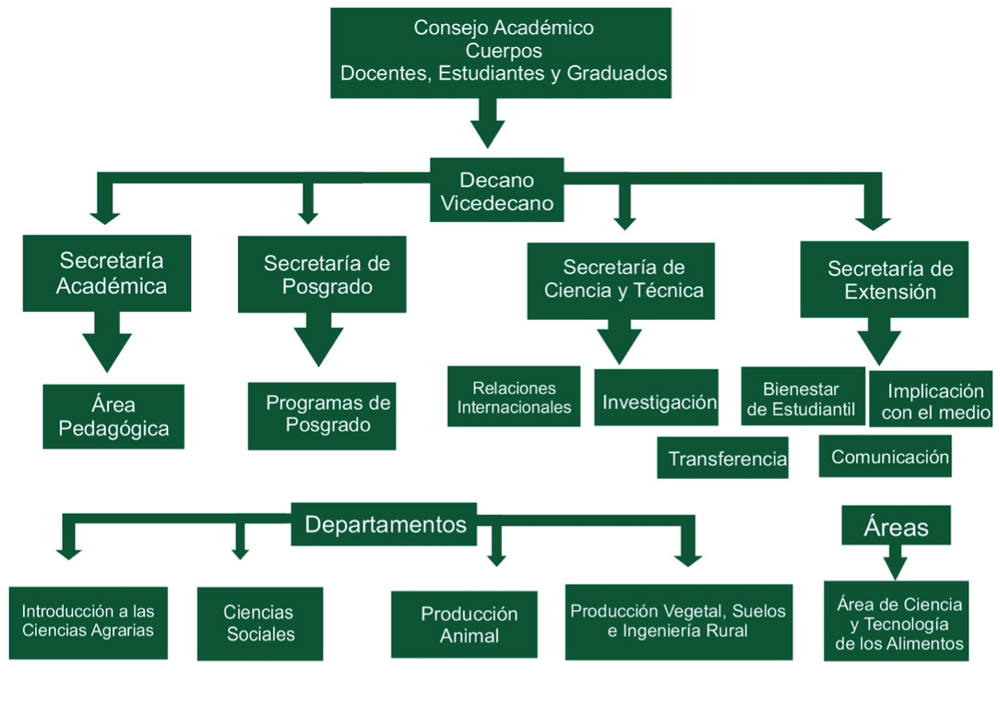 Consejo Académico
Cuerpos
Docentes, Estudiantes y Graduados
Decano
Vicedecano
Secretaría
Académica
Secretaría de
Posgrado
Secretaría de
Ciencia y Técnica
Secretaría de
Extensión
Área
Pedagógica
Programas de
Posgrado
Relaciones
Internacionales
Investigación
Transferencia
Bienestar
de Estudiantil
Implicación
con el medio
Comunicación
Departamentos
Introducción a las
Ciencias Agrarias
Ciencias
Sociales
Producción
Animal
Producción Vegetal, Suelos
e Ingeniería Rural
Áreas
Área de Ciencia
y Tecnología
de los Alimentos